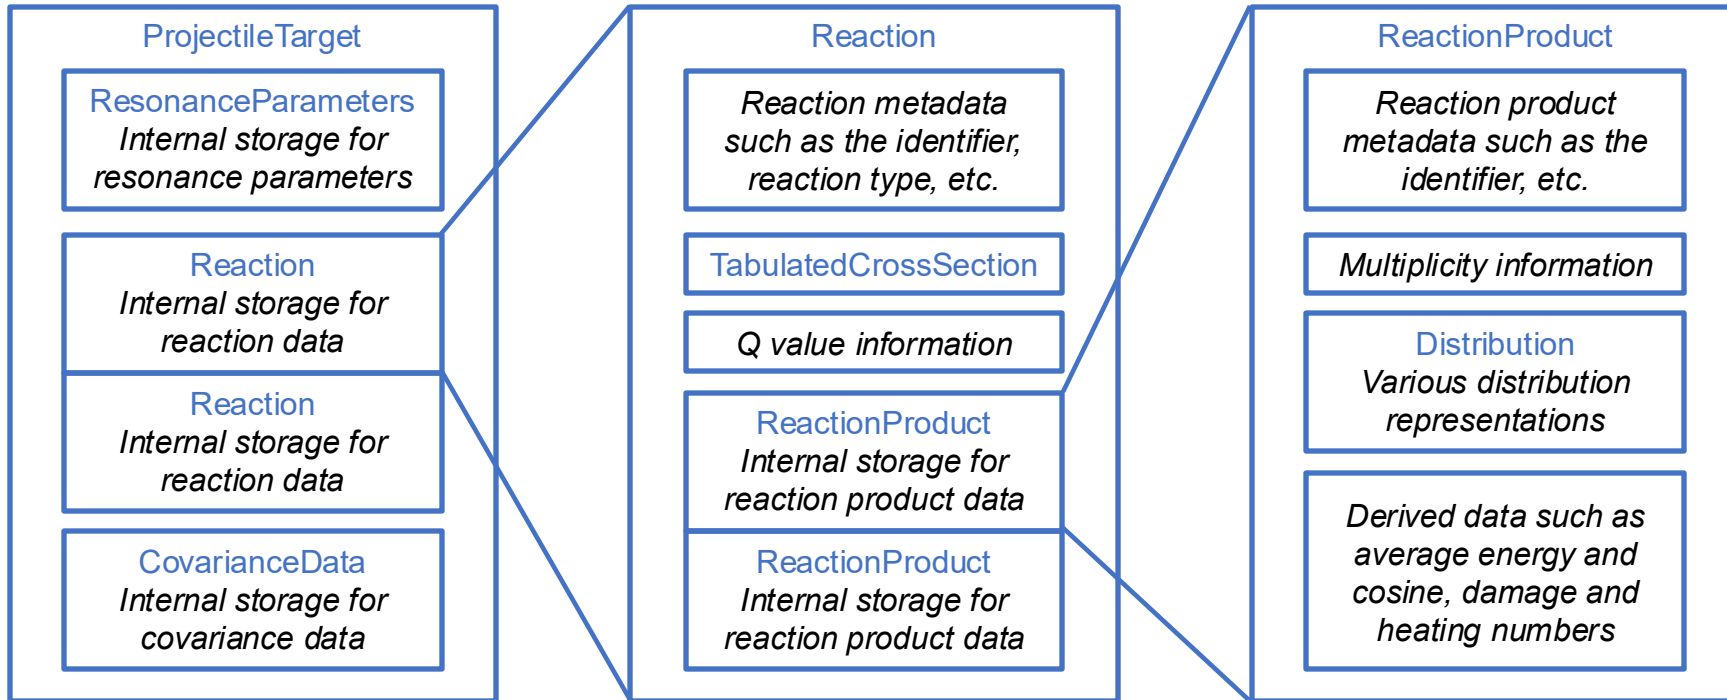 ProjectileTarget
ResonanceParameters
Internal storage for
resonance parameters
Reaction
Internal storage for
reaction data
Reaction
Internal storage for
reaction data
CovarianceData
Internal storage for
covariance data
Reaction
Reaction metadata
such as the identifier,
reaction type, etc.
TabulatedCrossSection
Q value information
ReactionProduct
Internal storage for
reaction product data
ReactionProduct
Internal storage for
reaction product data
ReactionProduct
Reaction product
metadata such as the
identifier, etc.
Multiplicity information
Distribution
Various distribution
representations
Derived data such as
average energy and
cosine, damage and
heating numbers